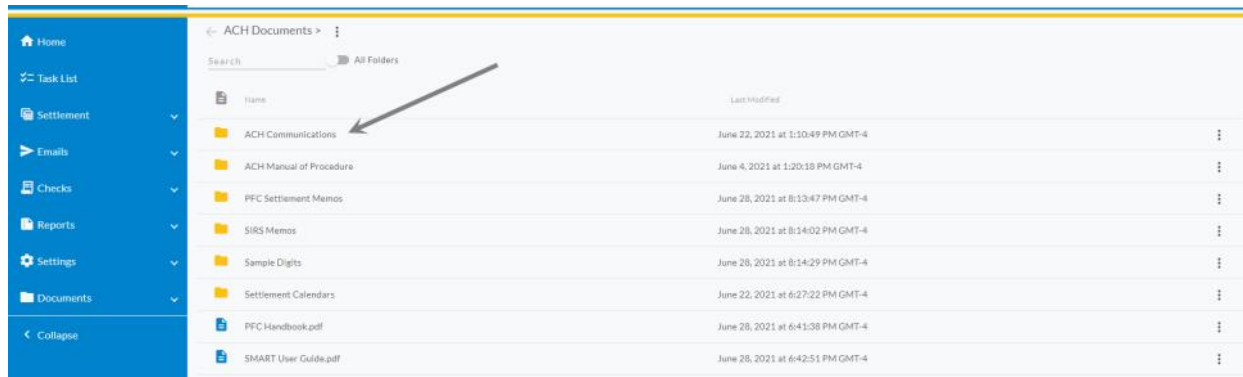 Home
Task List
Settlement
Emails
Checks
Reports
Settings
Documents
Collapse
ACH Documents >
Search All Folders
Name Last Modified
ACH Communications June 22, 2021 at 1:10:49 PM GMT-4
ACH Manual of Procedure June 4, 2021 at 1:20:18 PM GMT-4
PFC Settlement Memos June 28, 2021 at 8:13:47 PM GMT-4
SIRS Memos June 28, 2021 at 8:14:02 PM GMT-4
Sample Digits June 28, 2021 at 8:14:29 PM GMT-4
Settlement Calendars June 22, 2021 at 6:27:22 PM GMT-4
PFC Handbook.pdf June 28, 2021 at 6:41:38 PM GMT-4
SMART User Guide.pdf June 28, 2021 at 6:42:51 PM GMT-4